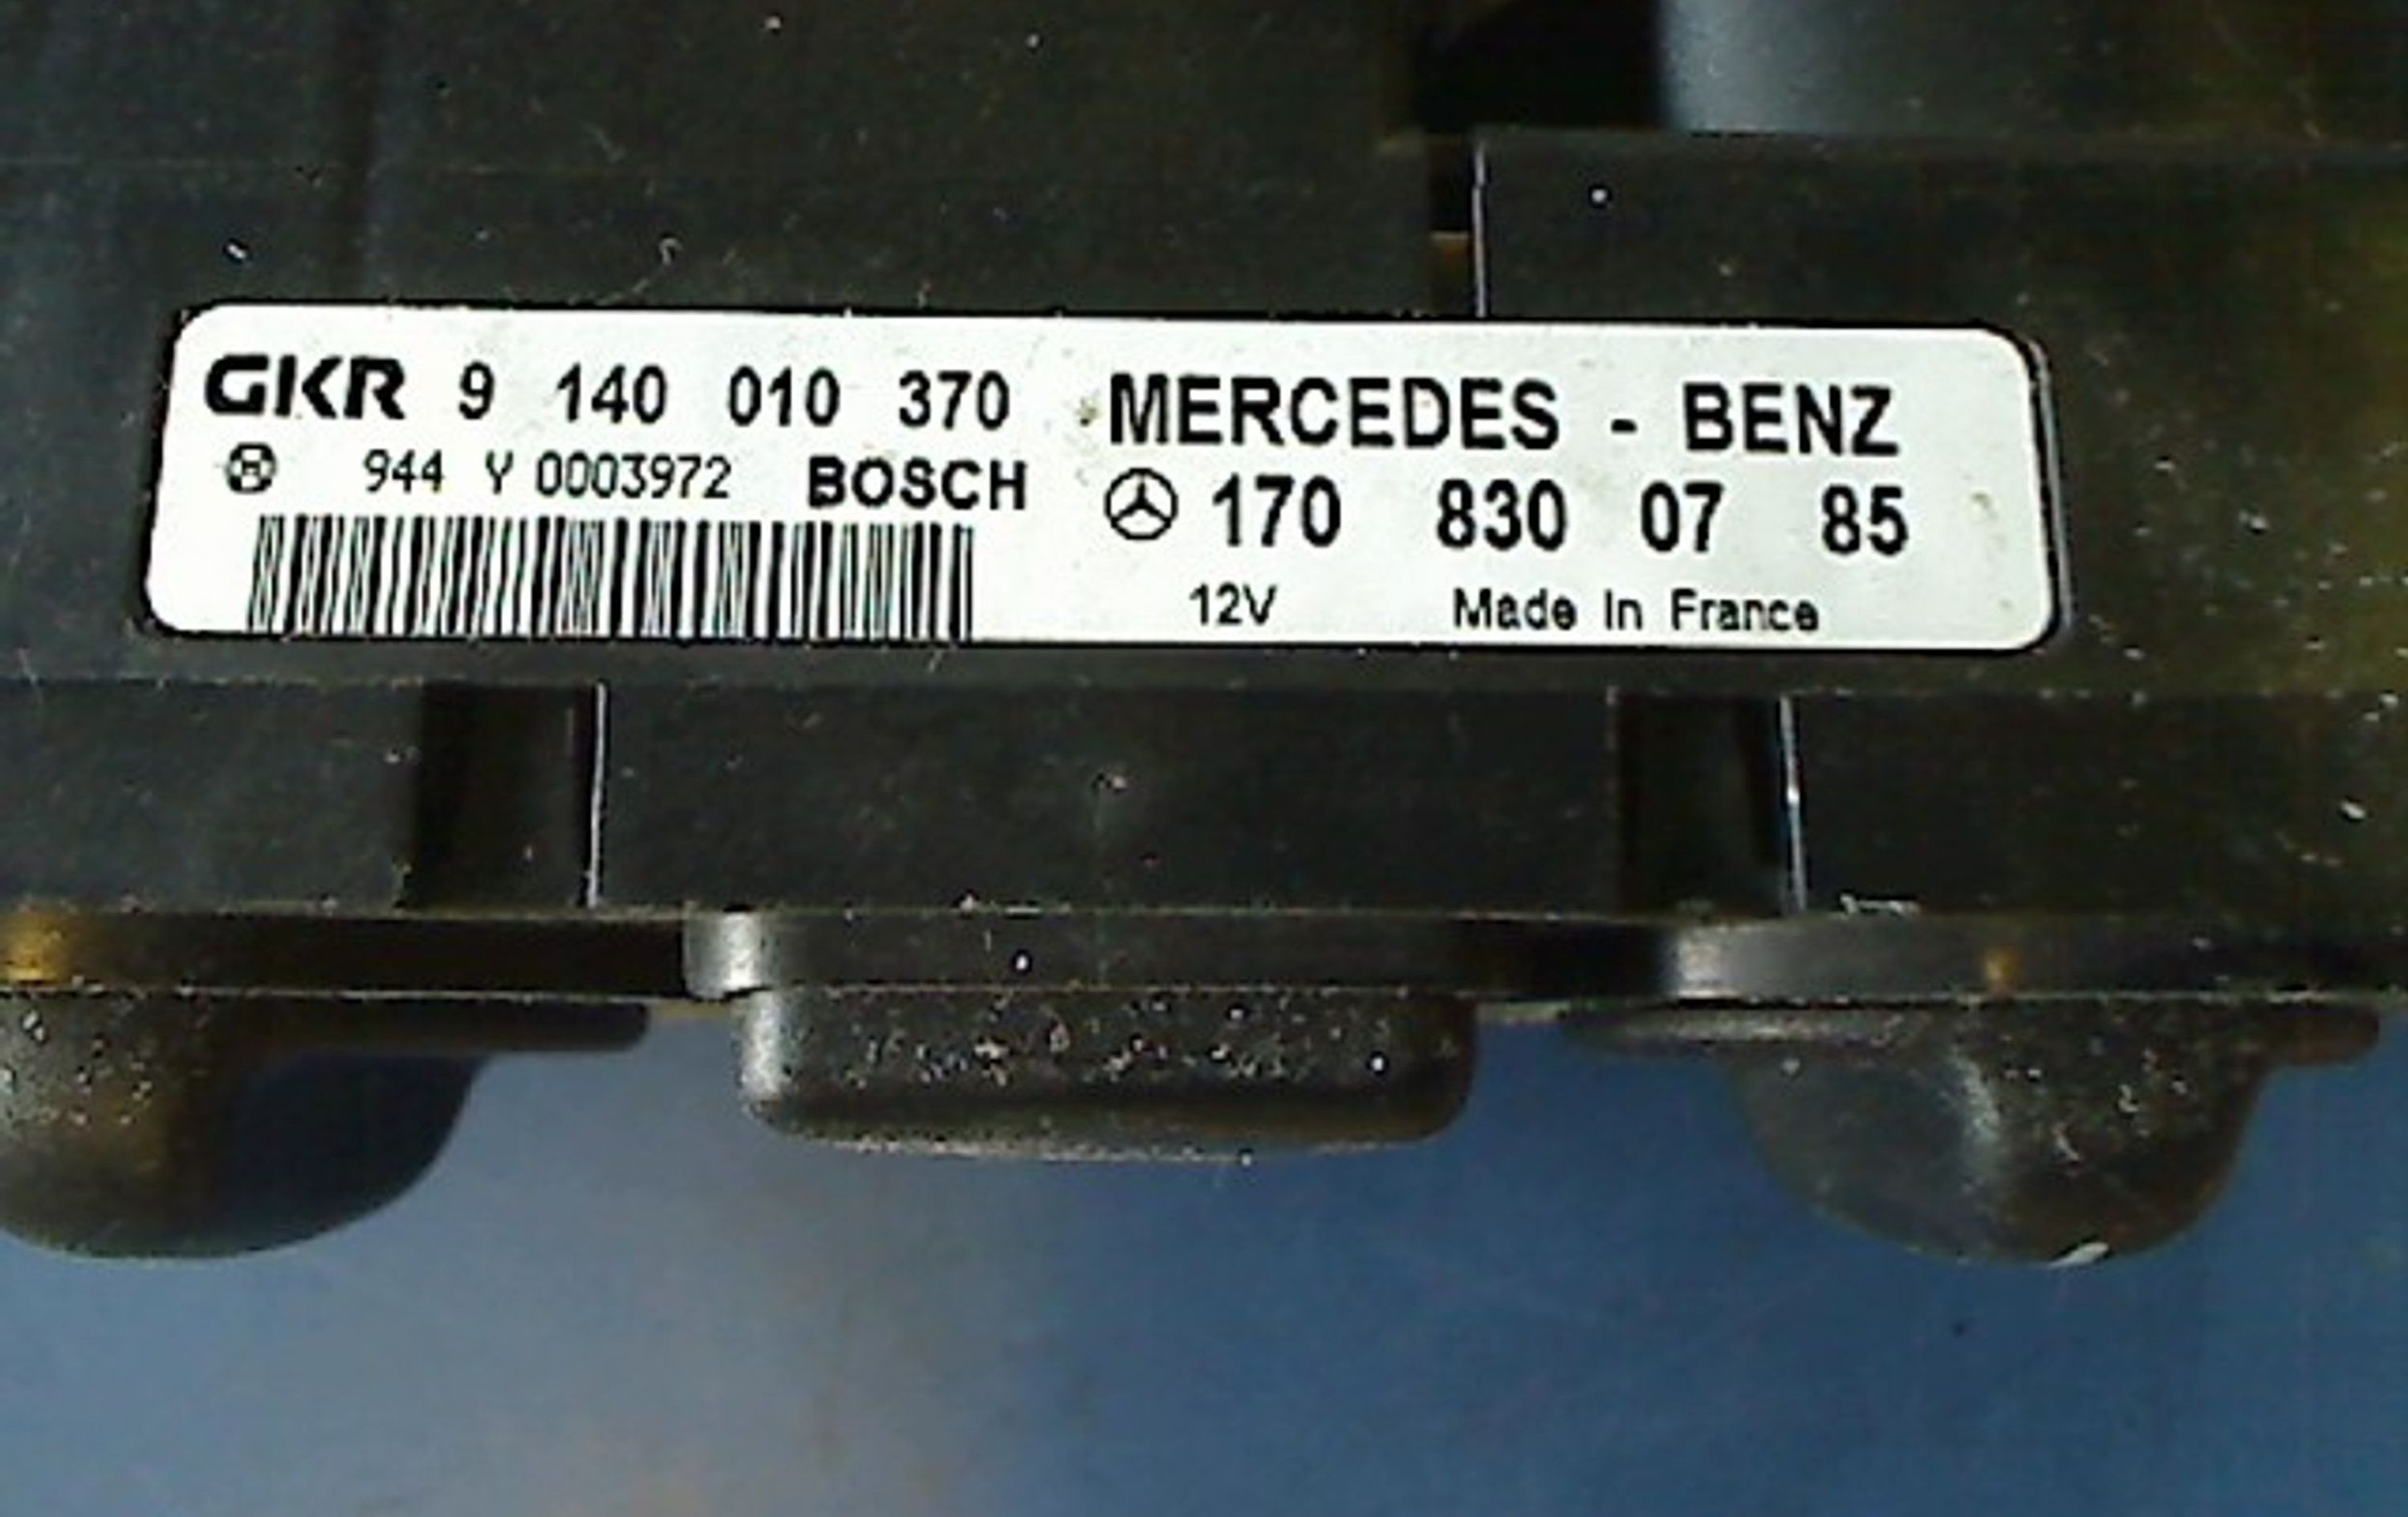 GKR 9 140 010 370
944 Y 0003972 BOSCH
MERCEDES - BENZ
170 830 07 85
12V Made In France